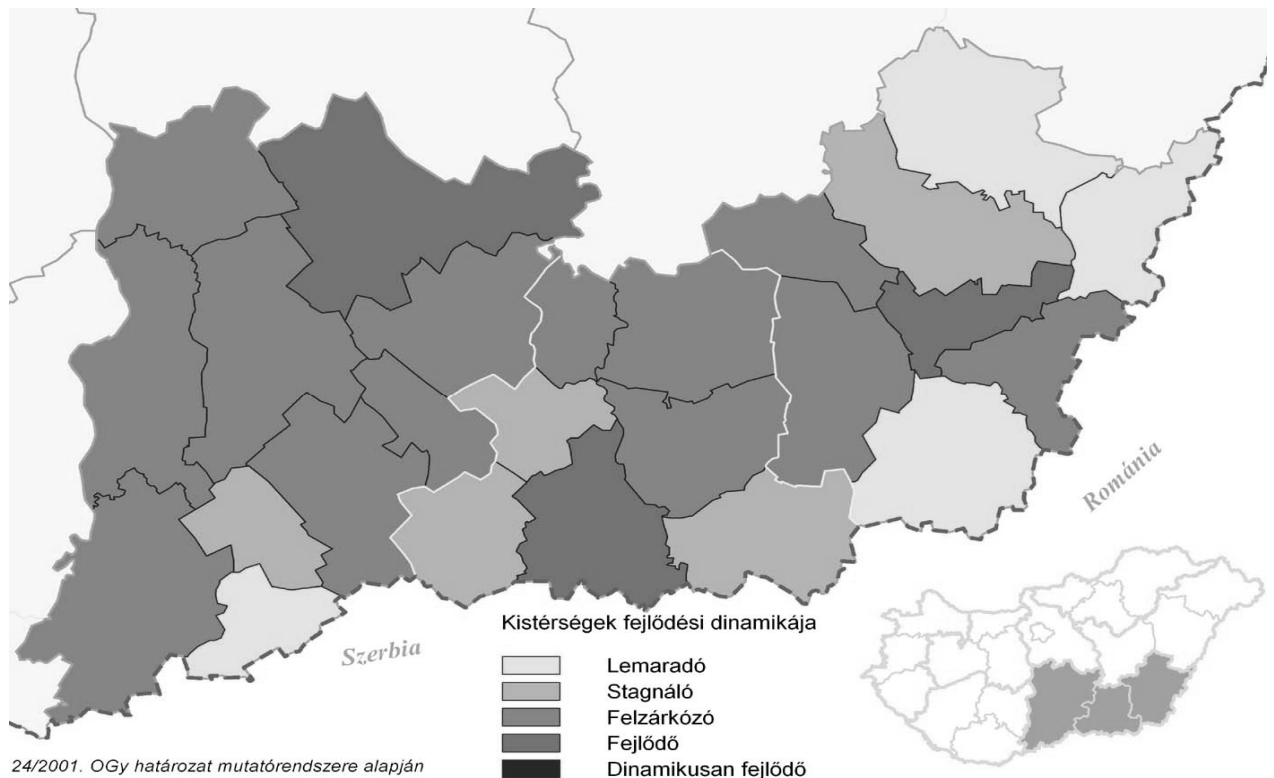 Románia
Szerbia
Kistérségek fejlődési dinamikája
Lemaradó
Stagnáló
Felzárkózó
Fejlődő
Dinamikusan fejlődő
24/2001. OGy határozat mutatórendszere alapján